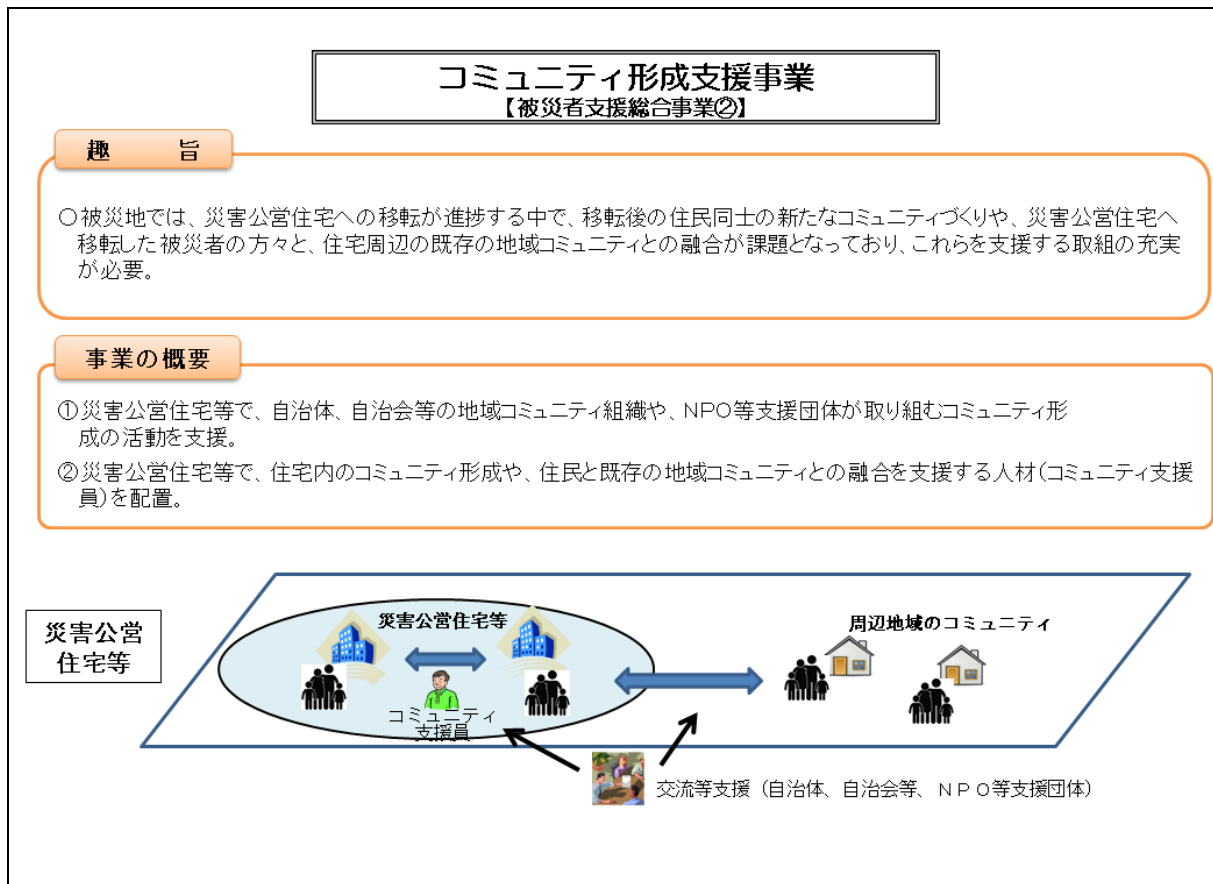 コミュニティ形成支援事業
【被災者支援総合事業②】
趣　　旨
○被災地では、災害公営住宅への移転が進捗する中で、移転後の住民同士の新たなコミュニティづくりや、災害公営住宅へ
移転した被災者の方々と、住宅周辺の既存の地域コミュニティとの融合が課題となっており、これらを支援する取組の充実
が必要。
事業の概要
①災害公営住宅等で、自治体、自治会等の地域コミュニティ組織や、NPO等支援団体が取り組むコミュニティ形
成の活動を支援。
②災害公営住宅等で、住宅内のコミュニティ形成や、住民と既存の地域コミュニティとの融合を支援する人材(コミュニティ支援
員)を配置。
災害公営
住宅等
災害公営住宅等
コミュニティ
支援員
周辺地域のコミュニティ
交流等支援（自治体、自治会等、ＮＰＯ等支援団体）